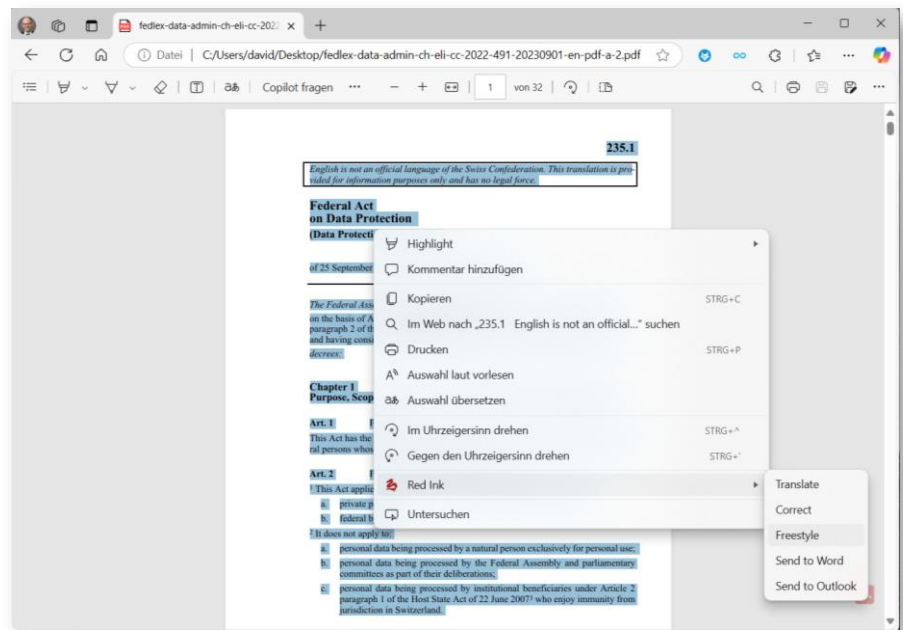 fedlex-data-admin-ch-eli-cc-2022
Datei | C:/Users/david/Desktop/fedlex-data-admin-ch-eli-cc-2022-491-20230901-en-pdf-a-2.pdf
Copilot fragen 1 von 32
235.1
English is not an official language of the Swiss Confederation. This translation is pro-
vided for information purposes only and has no legal force.
Federal Act
on Data Protection
(Data Protecti
of 25 September
The Federal Ass
on the basis of A
paragraph 2 of th
and having cons
decrees:
Chapter 1
Purpose, Scop
Art. 1
This Act has the
ral persons whos
Art. 2
1 This Act applie
a. private p
b. federal b
2 It does not apply to:
a. personal data being processed by a natural person exclusively for personal use;
b. personal data being processed by the Federal Assembly and parliamentary
committees as part of their deliberations;
c. personal data being processed by institutional beneficiaries under Article 2
paragraph 1 of the Host State Act of 22 June 2007³ who enjoy immunity from
jurisdiction in Switzerland.
Highlight
Kommentar hinzufügen
Kopieren STRG+C
Im Web nach „235.1 English is not an official..." suchen
Drucken STRG+P
Auswahl laut vorlesen
Auswahl übersetzen
Im Uhrzeigersinn drehen STRG+^
Gegen den Uhrzeigersinn drehen STRG+`
Red Ink
Untersuchen
Translate
Correct
Freestyle
Send to Word
Send to Outlook